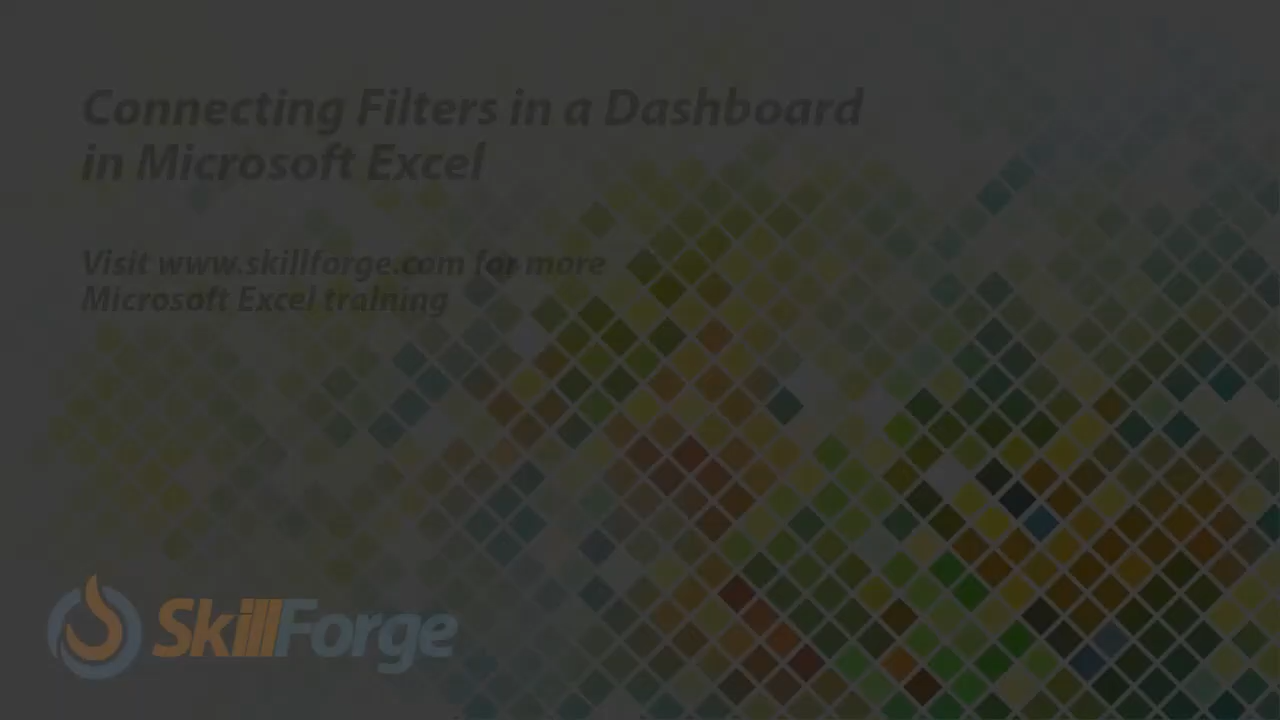 Connecting Filters in a Dashboard
in Microsoft Excel
Visit www.skillforge.com for more
Microsoft Excel training
SkillForge